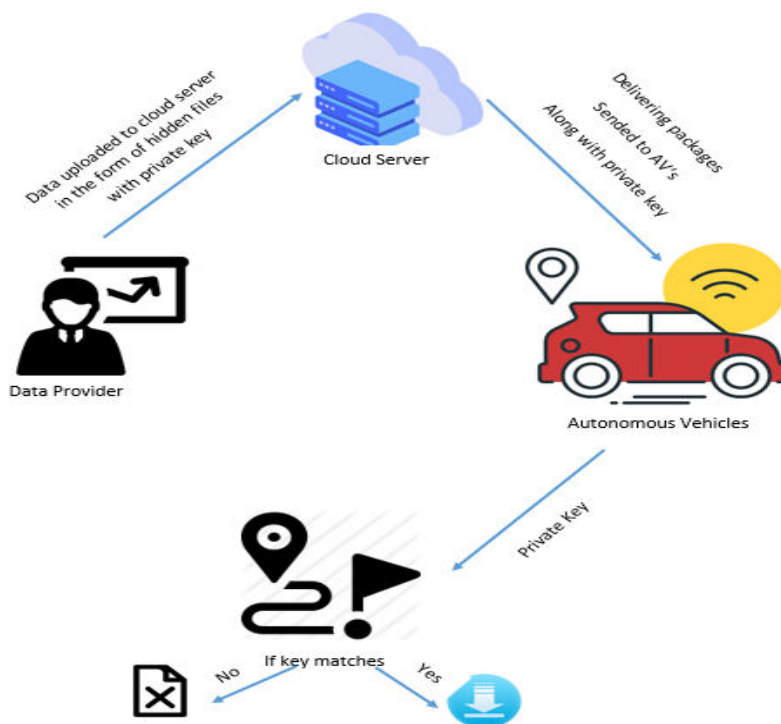 Data uploaded to cloud server
in the form of hidden files
with private key
Cloud Server
Delivering packages
Sended to AV's
Along with private key
Data Provider
Autonomous Vehicles
Private Key
If key matches
No
Yes